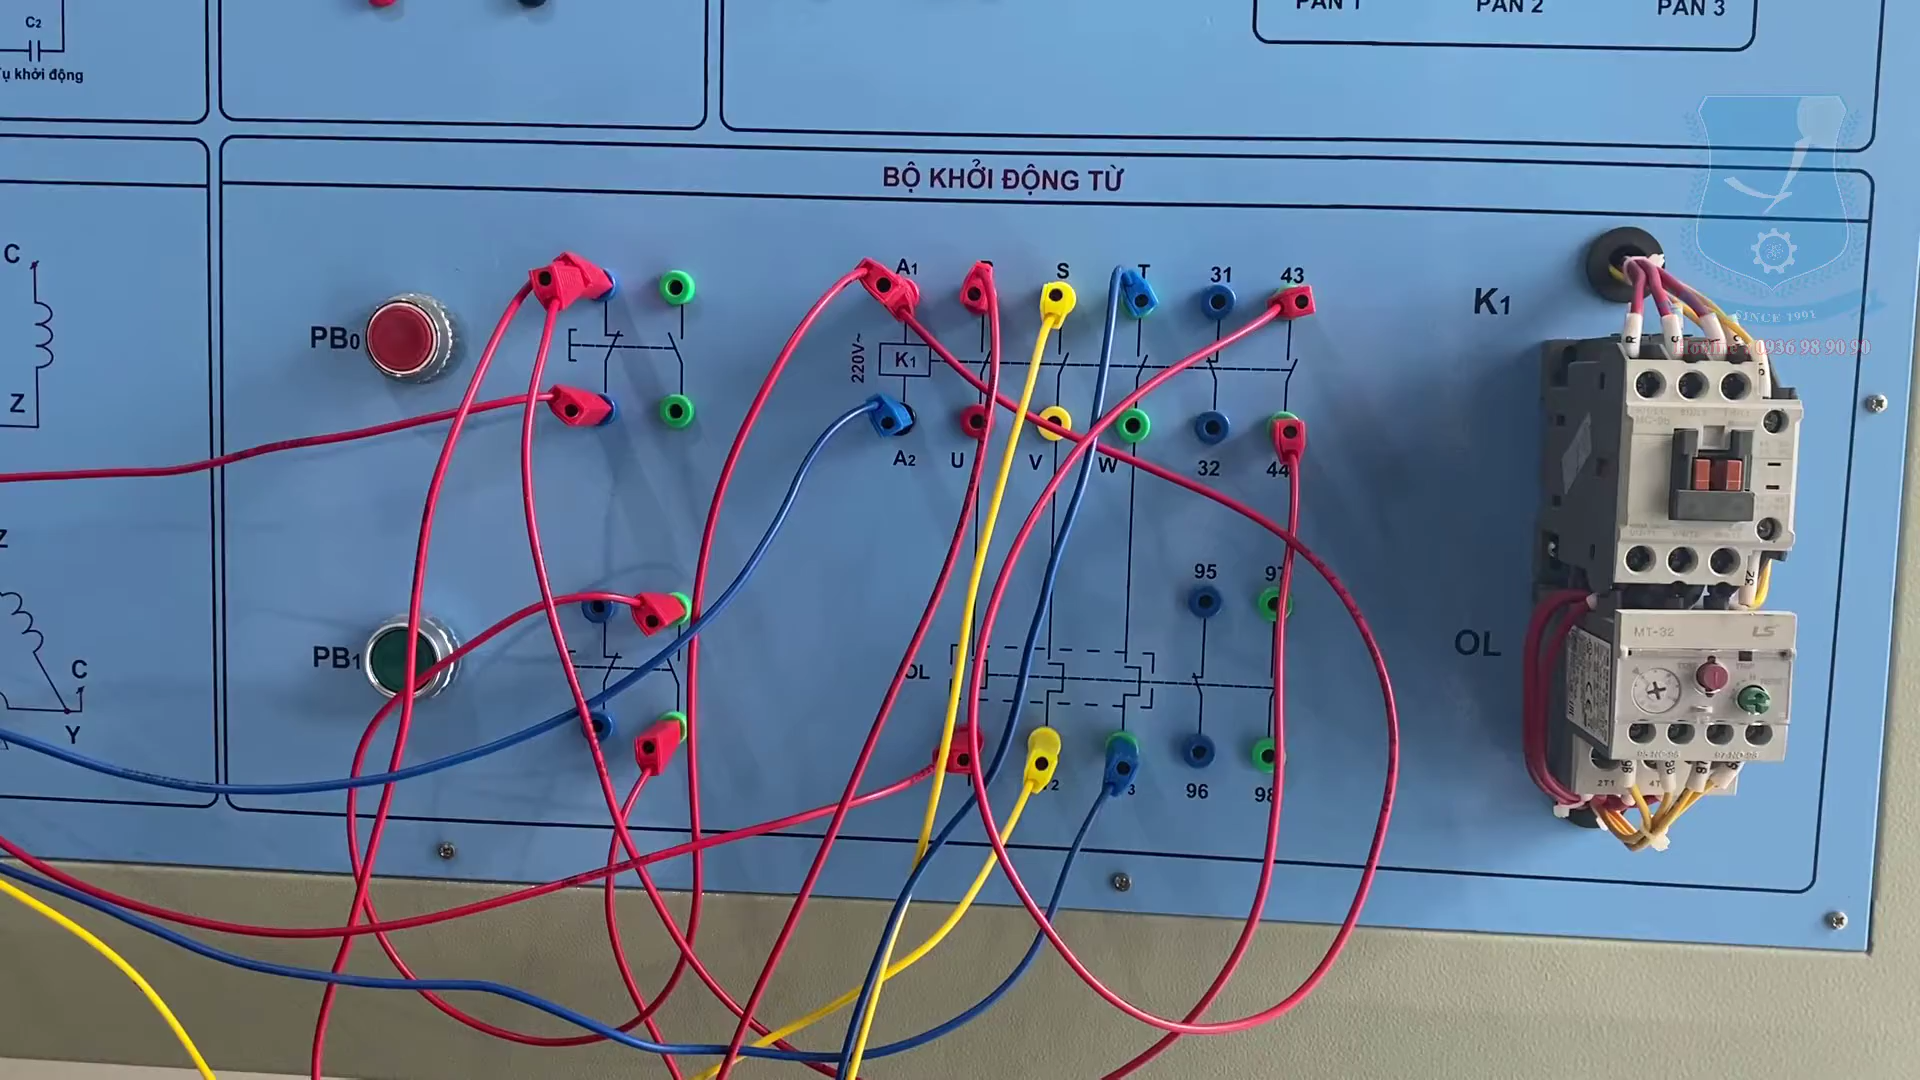 C₂
Tụ khởi động
PAN 1
PAN 2
PAN 3
BỘ KHỞI ĐỘNG TỪ
C
Z
Z
C
Y
PB₀
PB₁
A₁
S
T
31
43
220V~
K₁
A₂
U
V
W
32
44
95
97
OL
96
98
K₁
OL
SINCE 1991
Hotline : 0936 98 90 90
MT-32
LS
2T1